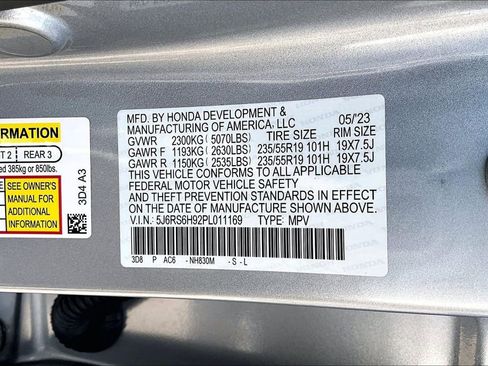 MFD. BY HONDA DEVELOPMENT & 05/'23
MANUFACTURING OF AMERICA, LLC
GVWR 2300KG (5070LBS) TIRE SIZE RIM SIZE
GAWR F 1193KG (2630LBS) 235/55R19 101H 19X7.5J
GAWR R 1150KG (2535LBS) 235/55R19 101H 19X7.5J
THIS VEHICLE CONFORMS TO ALL APPLICABLE
FEDERAL MOTOR VEHICLE SAFETY
AND THEFT PREVENTION STANDARDS IN EFFECT
ON THE DATE OF MANUFACTURE SHOWN ABOVE.
V.I.N.: 5J6RS6H92PL011169 TYPE: MPV
3D8 P AC6 -NH830M -S-L
3D4 A3
2 REAR 3
385kg or 850lbs.
SEE OWNER'S
MANUAL FOR
ADDITIONAL
INFORMATION